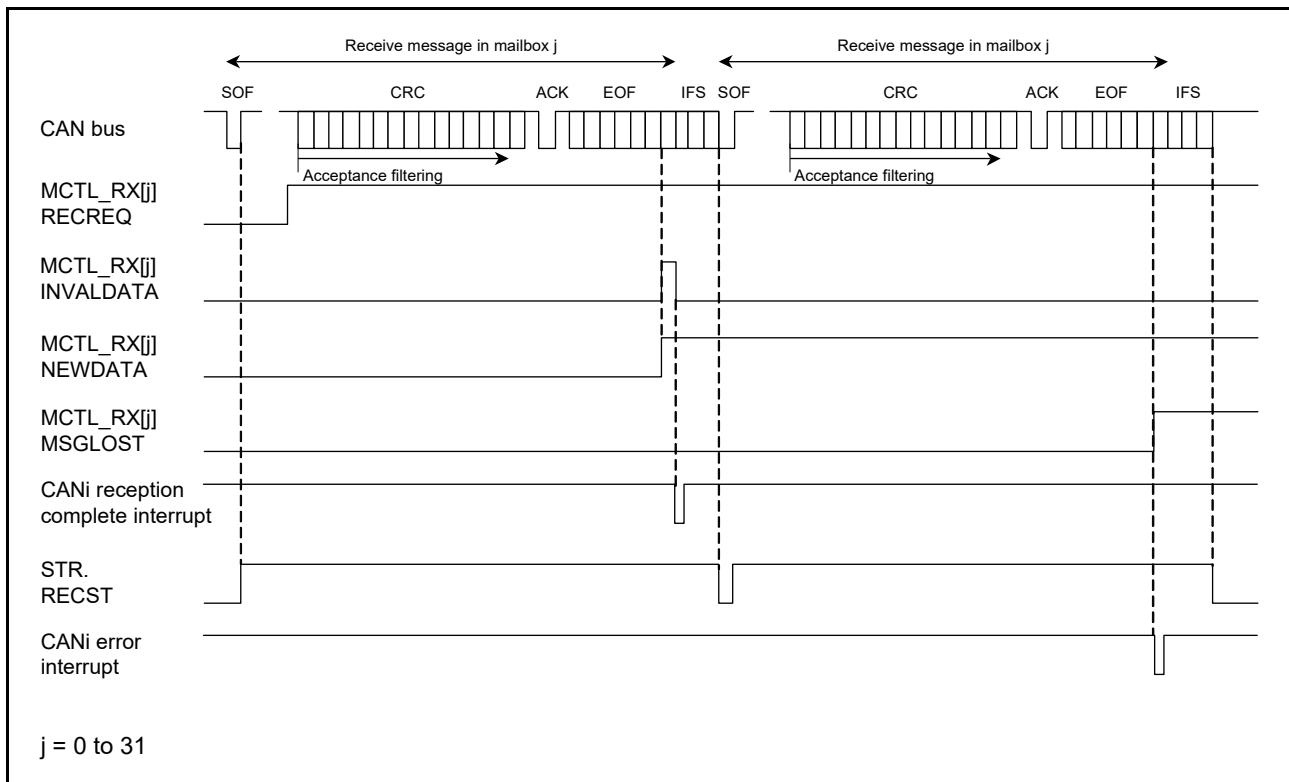 Receive message in mailbox j
Receive message in mailbox j
SOF CRC ACK EOF IFS SOF CRC ACK EOF IFS
CAN bus
Acceptance filtering
Acceptance filtering
MCTL_RX[j]
RECREQ
MCTL_RX[j]
INVALDATA
MCTL_RX[j]
NEWDATA
MCTL_RX[j]
MSGLOST
CANi reception
complete interrupt
STR.
RECST
CANi error
interrupt
j = 0 to 31